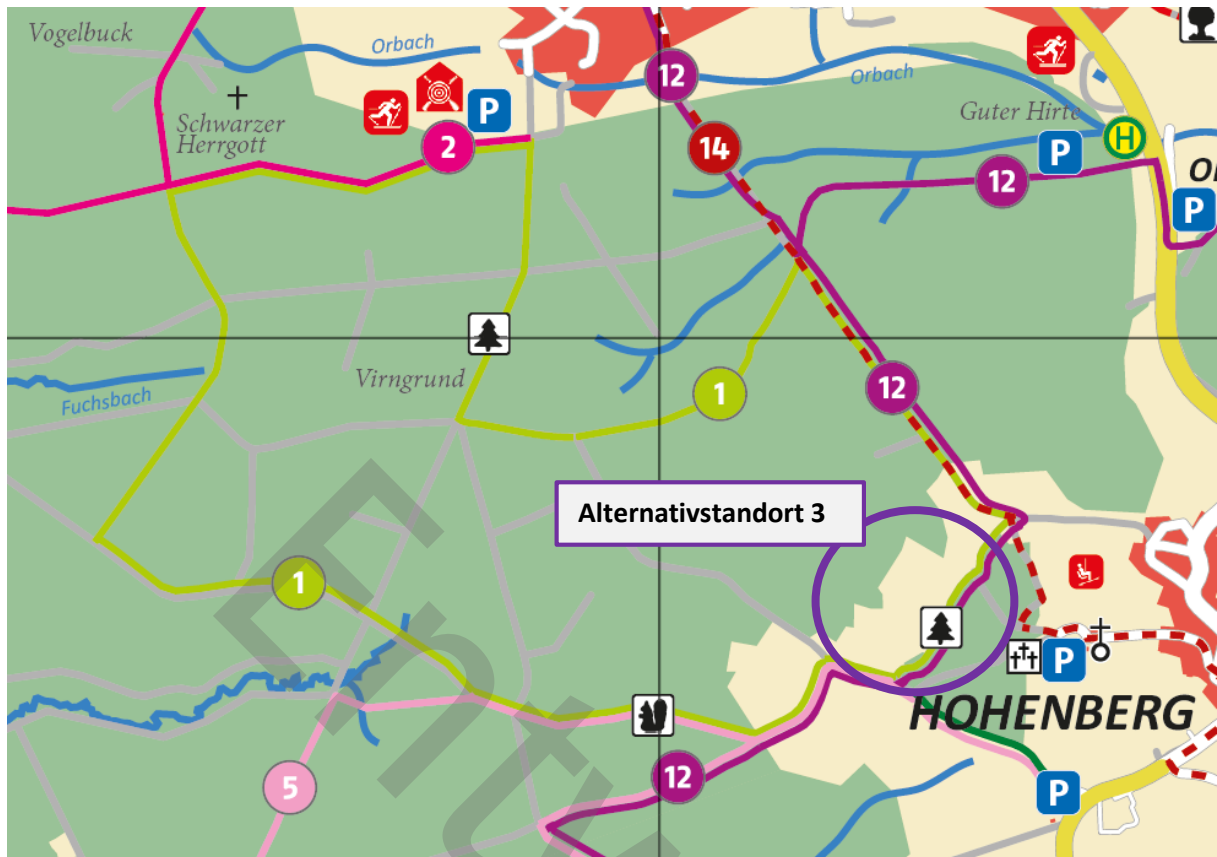 Vogelbuck
Orbach
12
Orbach
Schwarzer
Herrgott
P
2
14
Guter Hirte
H
P
12
P
Virngrund
Fuchsbach
1
12
Alternativstandort 3
1
P
HOHENBERG
12
5
P